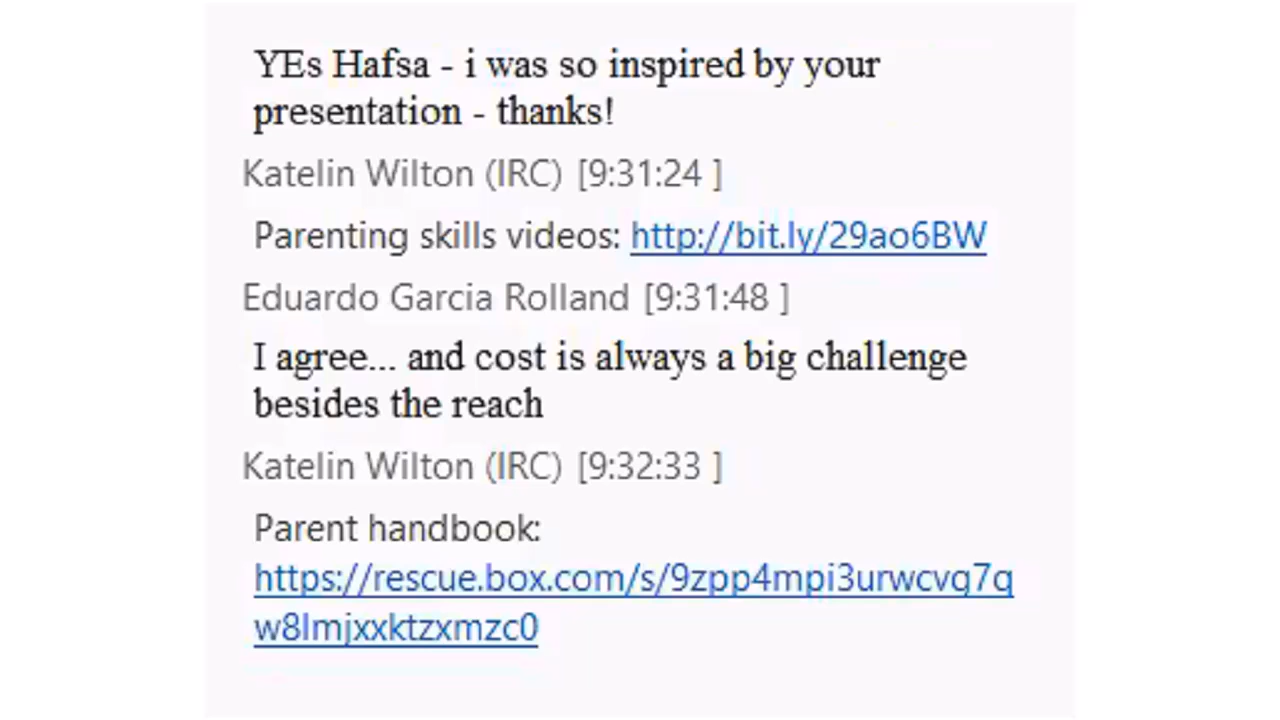 YEs Hafsa - i was so inspired by your
presentation - thanks!
Katelin Wilton (IRC) [9:31:24 ]
Parenting skills videos: http://bit.ly/29ao6BW
Eduardo Garcia Rolland [9:31:48 ]
I agree... and cost is always a big challenge
besides the reach
Katelin Wilton (IRC) [9:32:33 ]
Parent handbook:
https://rescue.box.com/s/9zpp4mpi3urwcvq7q
w8lmjxxktzxmzc0